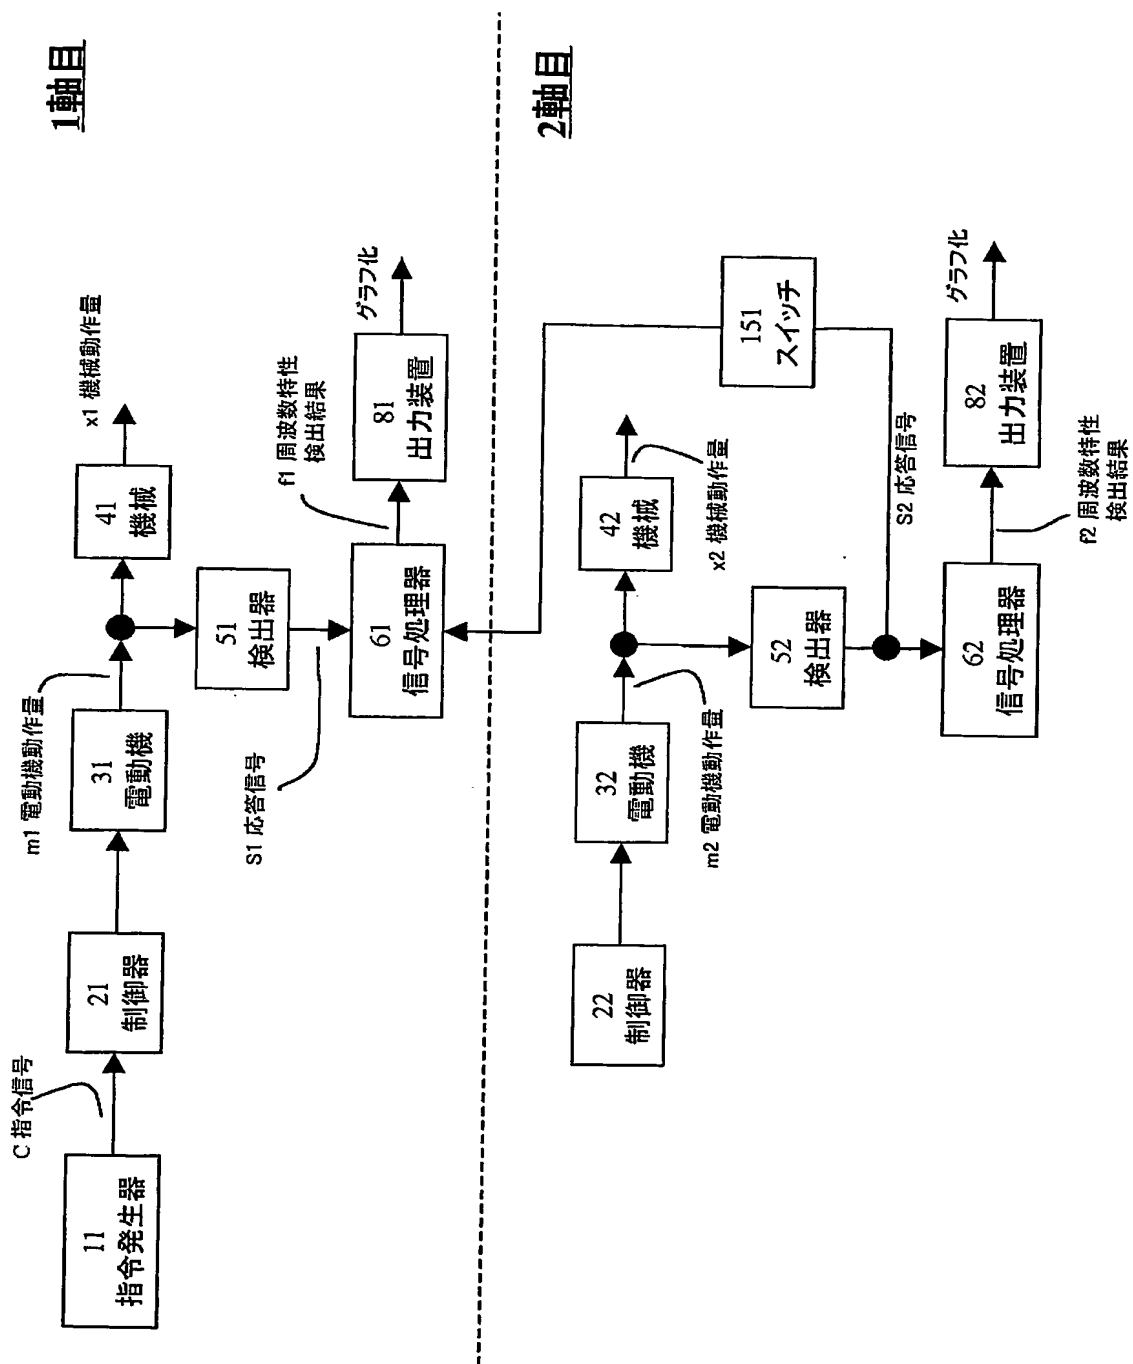 1軸目
C 指令信号
11
指令発生器
21
制御器
m1 電動機動作量
31
電動機
x1 機械動作量
41
機械
51
検出器
S1 応答信号
61
信号処理器
f1 周波数特性
検出結果
81
出力装置
グラフ化
2軸目
22
制御器
32
電動機
m2 電動機動作量
42
機械
x2 機械動作量
52
検出器
S2 応答信号
151
スイッチ
62
信号処理器
f2 周波数特性
検出結果
82
出力装置
グラフ化